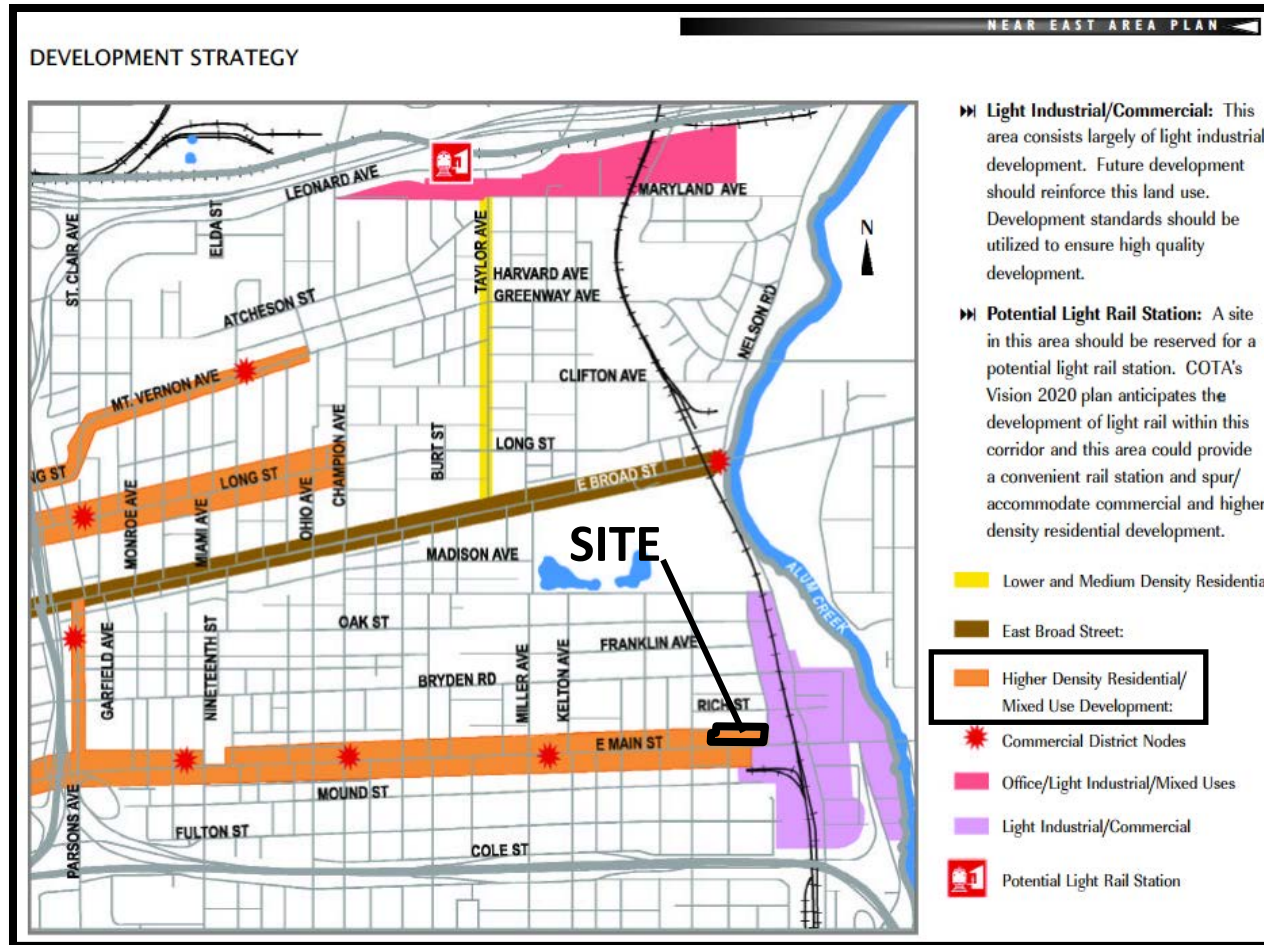 NEAR EAST AREA PLAN
DEVELOPMENT STRATEGY
LEONARD AVE
MARYLAND AVE
ST. CLAIR AVE
ELDA ST
TAYLOR AVE
N
HARVARD AVE
GREENWAY AVE
ATCHESON ST
NELSON RD
CLIFTON AVE
MT. VERNON AVE
CHAMPION AVE
BURT ST
LONG ST
NG ST
LONG ST
E BROAD ST
MONROE AVE
MIAMI AVE
OHIO AVE
MADISON AVE
SITE
ALUM CREEK
OAK ST
FRANKLIN AVE
GARFIELD AVE
NINETEENTH ST
BRYDEN RD
MILLER AVE
KELTON AVE
RICH ST
E MAIN ST
MOUND ST
PARSONS AVE
FULTON ST
COLE ST
Light Industrial/Commercial: This
area consists largely of light industrial
development. Future development
should reinforce this land use.
Development standards should be
utilized to ensure high quality
development.
Potential Light Rail Station: A site
in this area should be reserved for a
potential light rail station. COTA's
Vision 2020 plan anticipates the
development of light rail within this
corridor and this area could provide
a convenient rail station and spur/
accommodate commercial and higher
density residential development.
Lower and Medium Density Residentia
East Broad Street:
Higher Density Residential/
Mixed Use Development:
Commercial District Nodes
Office/Light Industrial/Mixed Uses
Light Industrial/Commercial
Potential Light Rail Station